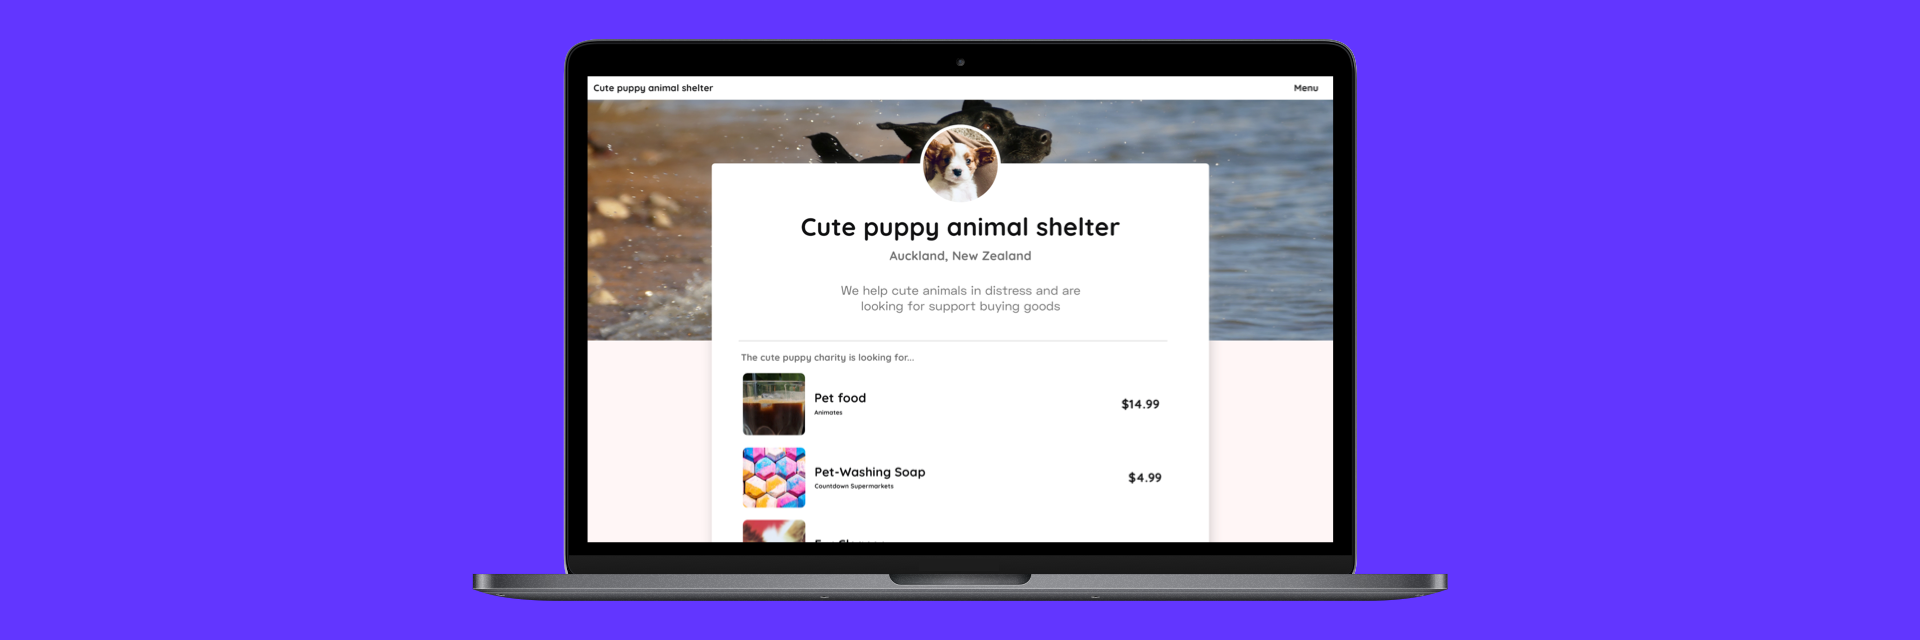 Cute puppy animal shelter
Menu
Cute puppy animal shelter
Auckland, New Zealand
We help cute animals in distress and are
looking for support buying goods
The cute puppy charity is looking for...
Pet food
$14.99
Animates
Pet-Washing Soap
$4.99
Countdown Supermarkets